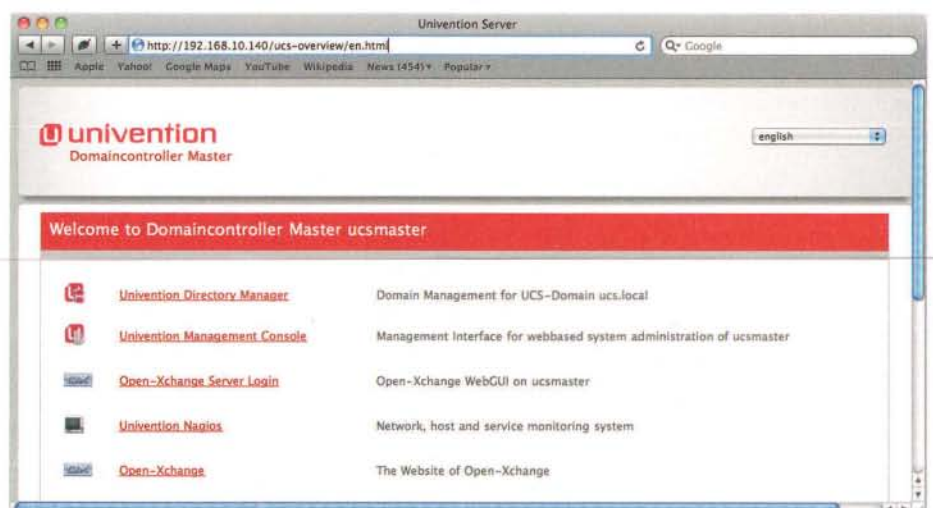 Univention Server
http://192.168.10.140/ucs-overview/en.html
Google
Apple Yahoo! Google Maps YouTube Wikipedia News (454) Popular
univention
Domaincontroller Master
english
Welcome to Domaincontroller Master ucsmaster
Univention Directory Manager Domain Management for UCS-Domain ucs.local
Univention Management Console Management Interface for webbased system administration of ucsmaster
Open-Xchange Server Login Open-Xchange WebGUI on ucsmaster
Univention Nagios Network, host and service monitoring system
Open-Xchange The Website of Open-Xchange